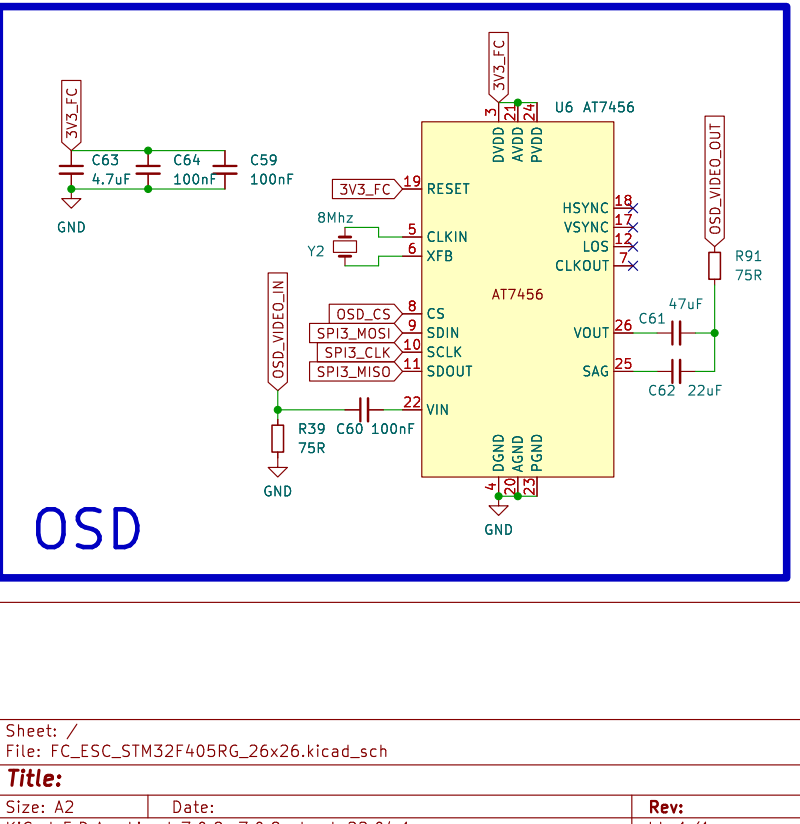 3V3_FC
U6 AT7456
3
21
24
DVDD
AVDD
PVDD
3V3_FC
C63
4.7uF
C64
100nF
C59
100nF
GND
OSD_VIDEO_OUT
3V3_FC 19 RESET
HSYNC 18
VSYNC 17
LOS 12
CLKOUT 7
8Mhz
Y2
5 CLKIN
6 XFB
R91
75R
AT7456
OSD_VIDEO_IN
OSD_CS 8 CS
SPI3_MOSI 9 SDIN
SPI3_CLK 10 SCLK
SPI3_MISO 11 SDOUT
47uF
C61
VOUT 26
SAG 25
C62 22uF
22 VIN
R39
75R
C60 100nF
GND
DGND
AGND
PGND
4
20
23
GND
OSD
Sheet: /
File: FC_ESC_STM32F405RG_26x26.kicad_sch
Title:
Size: A2
Date:
Rev: